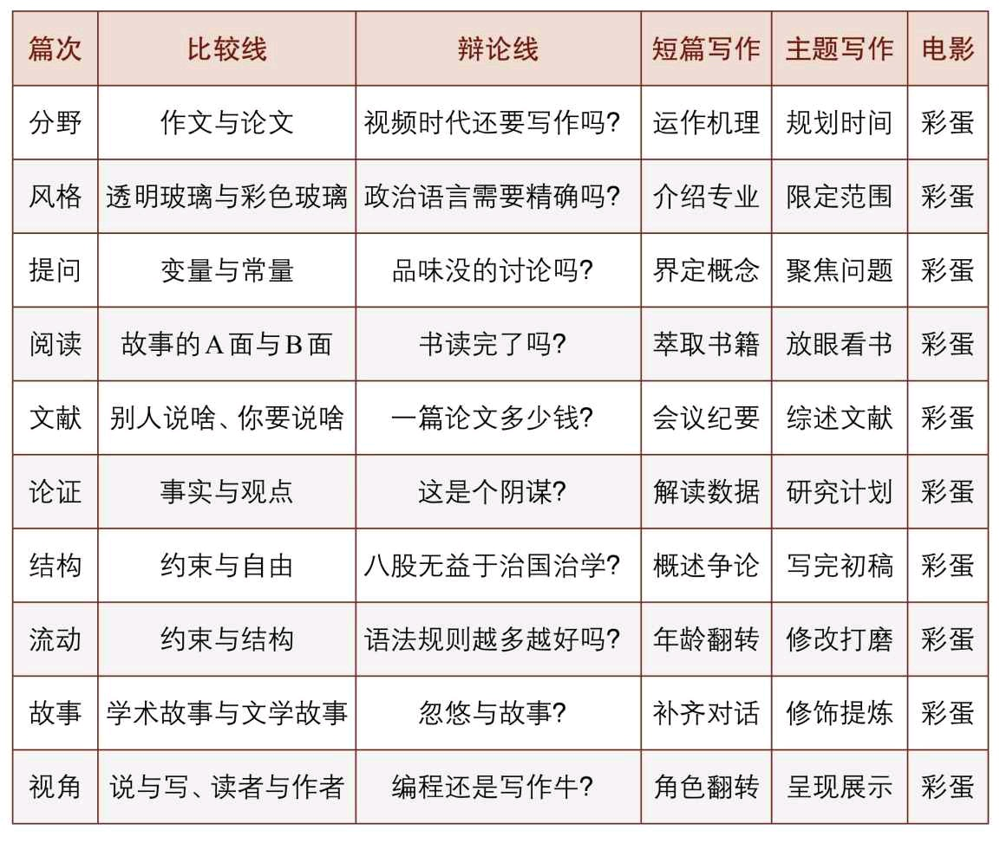 篇次 比较线 辩论线 短篇写作 主题写作 电影
分野 作文与论文 视频时代还要写作吗? 运作机理 规划时间 彩蛋
风格 透明玻璃与彩色玻璃 政治语言需要精确吗? 介绍专业 限定范围 彩蛋
提问 变量与常量 品味没的讨论吗? 界定概念 聚焦问题 彩蛋
阅读 故事的A面与B面 书读完了吗? 萃取书籍 放眼看书 彩蛋
文献 别人说啥、你要说啥 一篇论文多少钱? 会议纪要 综述文献 彩蛋
论证 事实与观点 这是个阴谋? 解读数据 研究计划 彩蛋
结构 约束与自由 八股无益于治国治学? 概述争论 写完初稿 彩蛋
流动 约束与结构 语法规则越多越好吗? 年龄翻转 修改打磨 彩蛋
故事 学术故事与文学故事 忽悠与故事? 补齐对话 修饰提炼 彩蛋
视角 说与写、读者与作者 编程还是写作牛? 角色翻转 呈现展示 彩蛋